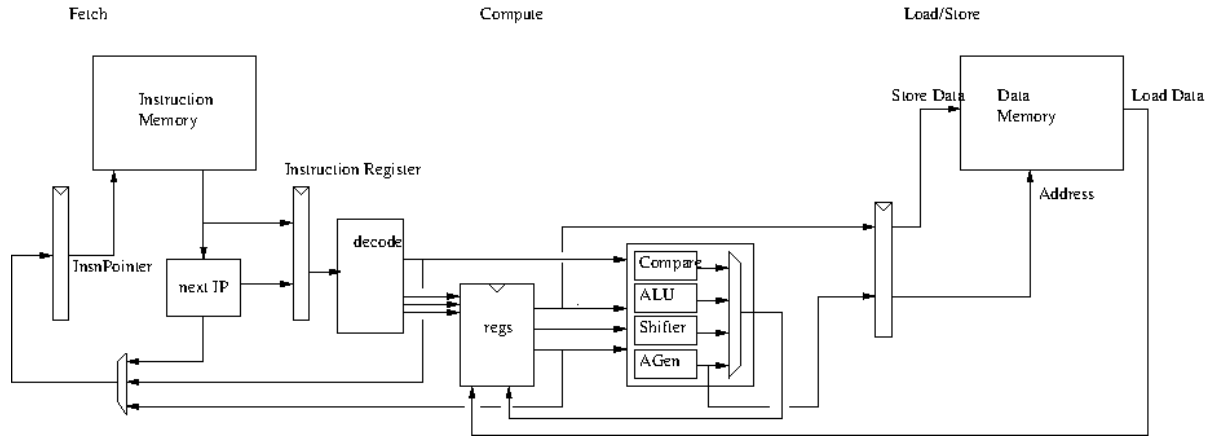 Fetch
Compute
Load/Store
Instruction
Memory
Store Data
Data
Memory
Load Data
Instruction Register
Address
decode
InsnPointer
next IP
Compare
ALU
regs
Shifter
AGen